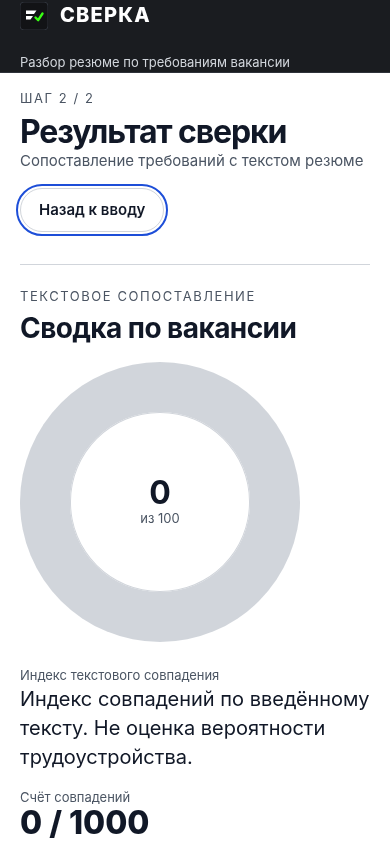 СВЕРКА
Разбор резюме по требованиям вакансии
ШАГ 2 / 2
Результат сверки
Сопоставление требований с текстом резюме
Назад к вводу
ТЕКСТОВОЕ СОПОСТАВЛЕНИЕ
Сводка по вакансии
0
из 100
Индекс текстового совпадения
Индекс совпадений по введённому
тексту. Не оценка вероятности
трудоустройства.
Счёт совпадений
0 / 1000